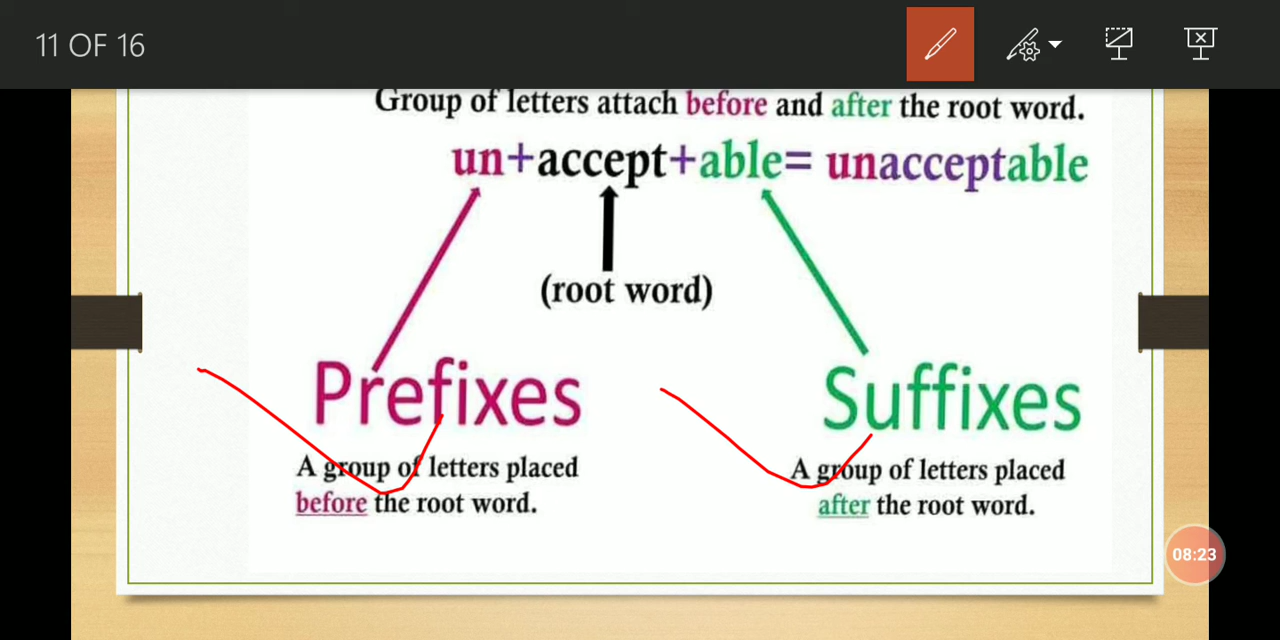 11 OF 16
Group of letters attach before and after the root word.
un+accept+able= unacceptable
(root word)
Prefixes
Suffixes
A group of letters placed
before the root word.
A group of letters placed
after the root word.
08:23